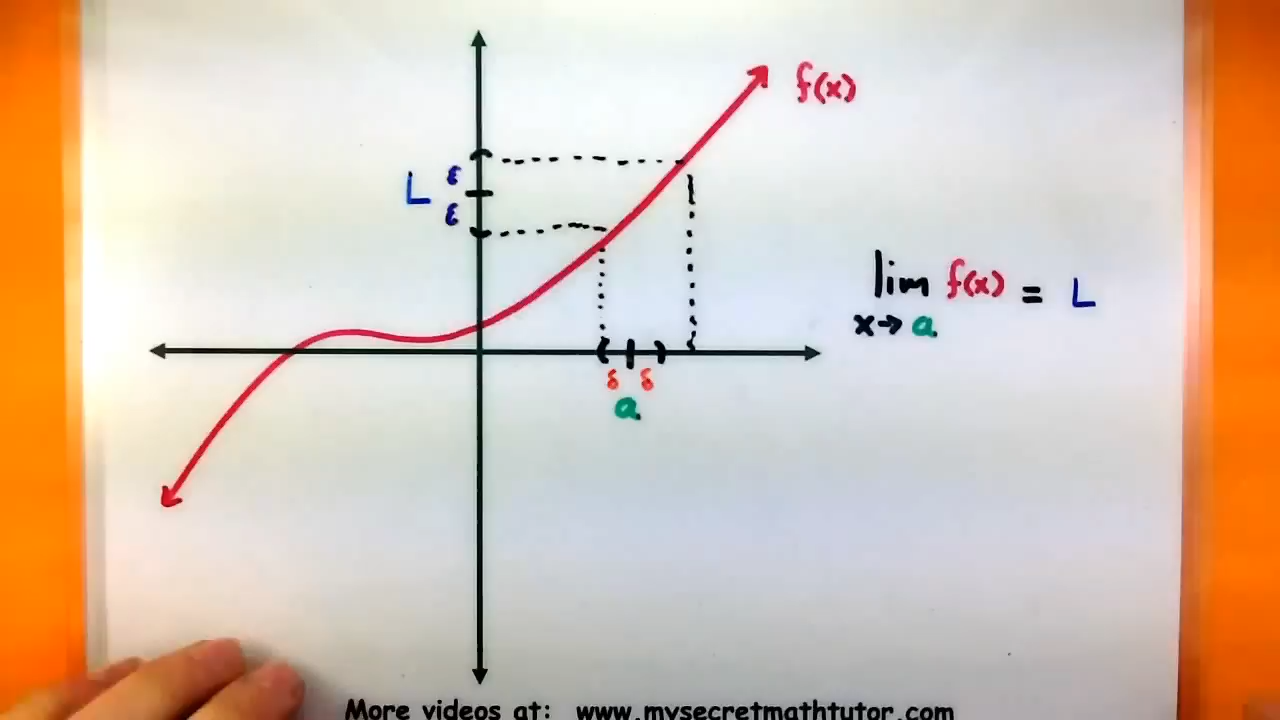 f(x)
ε
L
ε
lim f(x) = L
x→a
δ δ
a
More videos at: www.mysecretmathtutor.com